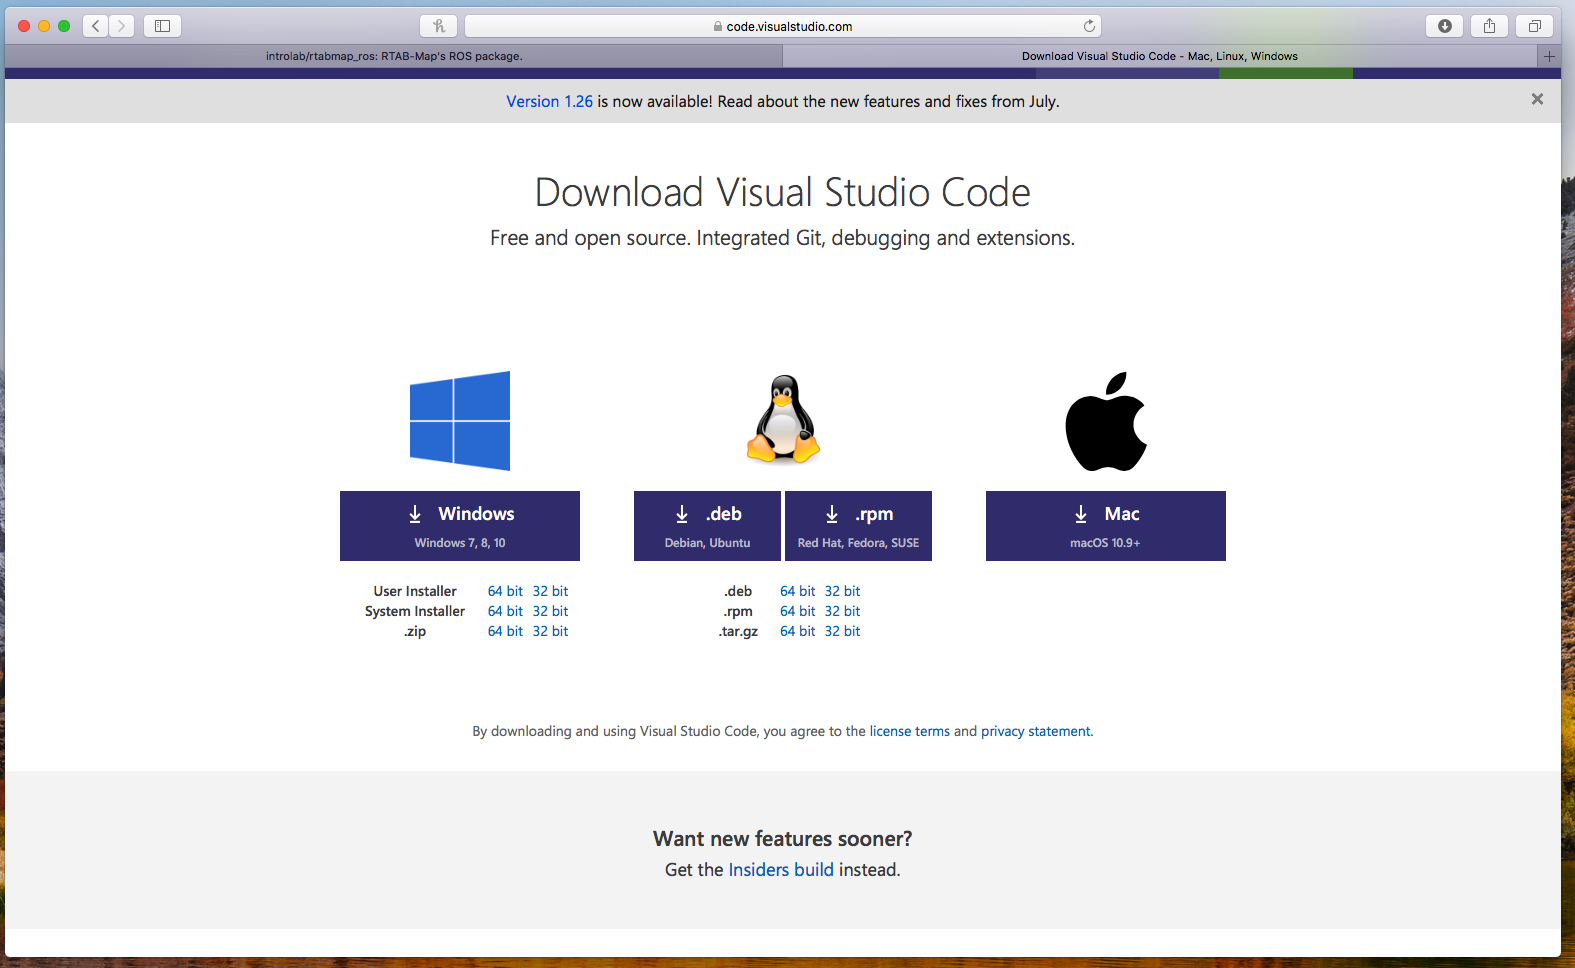 code.visualstudio.com
introlab/rtabmap_ros: RTAB-Map's ROS package.
Download Visual Studio Code - Mac, Linux, Windows
Version 1.26 is now available! Read about the new features and fixes from July.
Download Visual Studio Code
Free and open source. Integrated Git, debugging and extensions.
Windows
Windows 7, 8, 10
.deb
Debian, Ubuntu
.rpm
Red Hat, Fedora, SUSE
Mac
macOS 10.9+
User Installer 64 bit 32 bit
System Installer 64 bit 32 bit
.zip 64 bit 32 bit
.deb 64 bit 32 bit
.rpm 64 bit 32 bit
.tar.gz 64 bit 32 bit
By downloading and using Visual Studio Code, you agree to the license terms and privacy statement.
Want new features sooner?
Get the Insiders build instead.